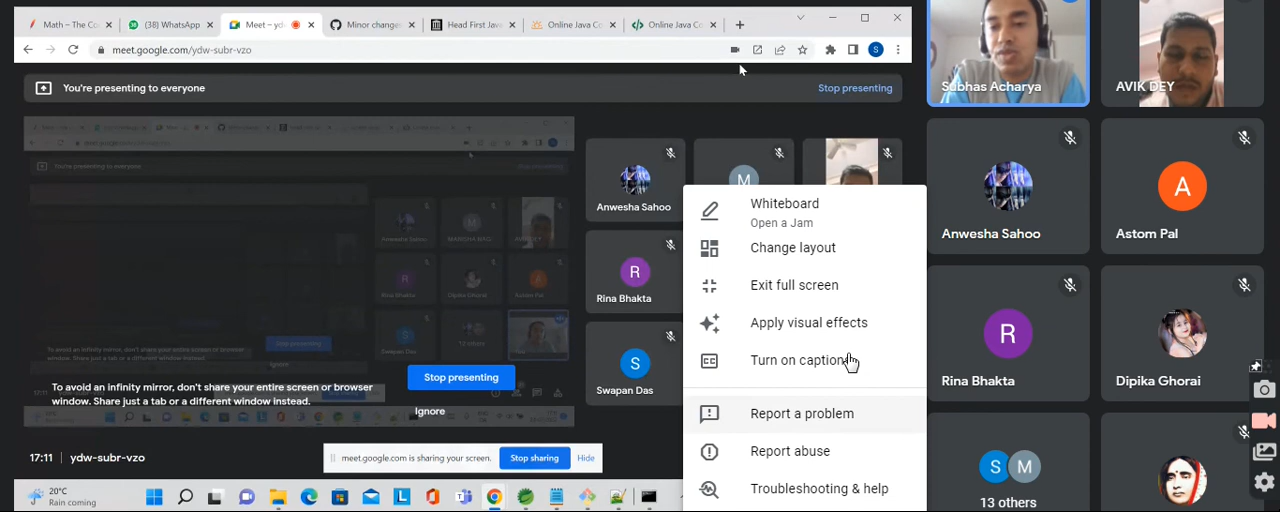 Math – The Co
(38) WhatsApp
Meet – yd
Minor change
Head First Jav
Online Java Co
Online Java Co
meet.google.com/ydw-subr-vzo
S
You're presenting to everyone
Stop presenting
Subhas Acharya
AVIK DEY
Anwesha Sahoo
M
A
Anwesha Sahoo
Astom Pal
Whiteboard
Open a Jam
Change layout
R
Rina Bhakta
Exit full screen
Apply visual effects
R
Rina Bhakta
Dipika Ghorai
S
Swapan Das
CC
Turn on caption
To avoid an infinity mirror, don't share your entire screen or browser
window. Share just a tab or a different window instead.
Stop presenting
Ignore
Report a problem
Report abuse
17:11
ydw-subr-vzo
meet.google.com is sharing your screen.
Stop sharing
Hide
Troubleshooting & help
S
M
13 others
20°C
Rain coming
L